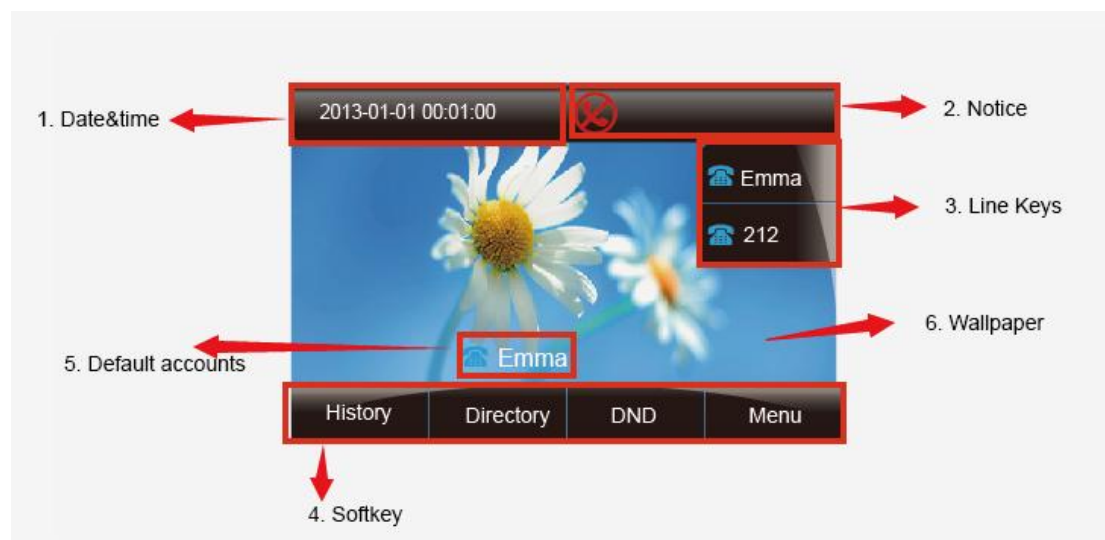 1. Date&time
2013-01-01 00:01:00
2. Notice
Emma
212
3. Line Keys
6. Wallpaper
5. Default accounts
Emma
History Directory DND Menu
4. Softkey